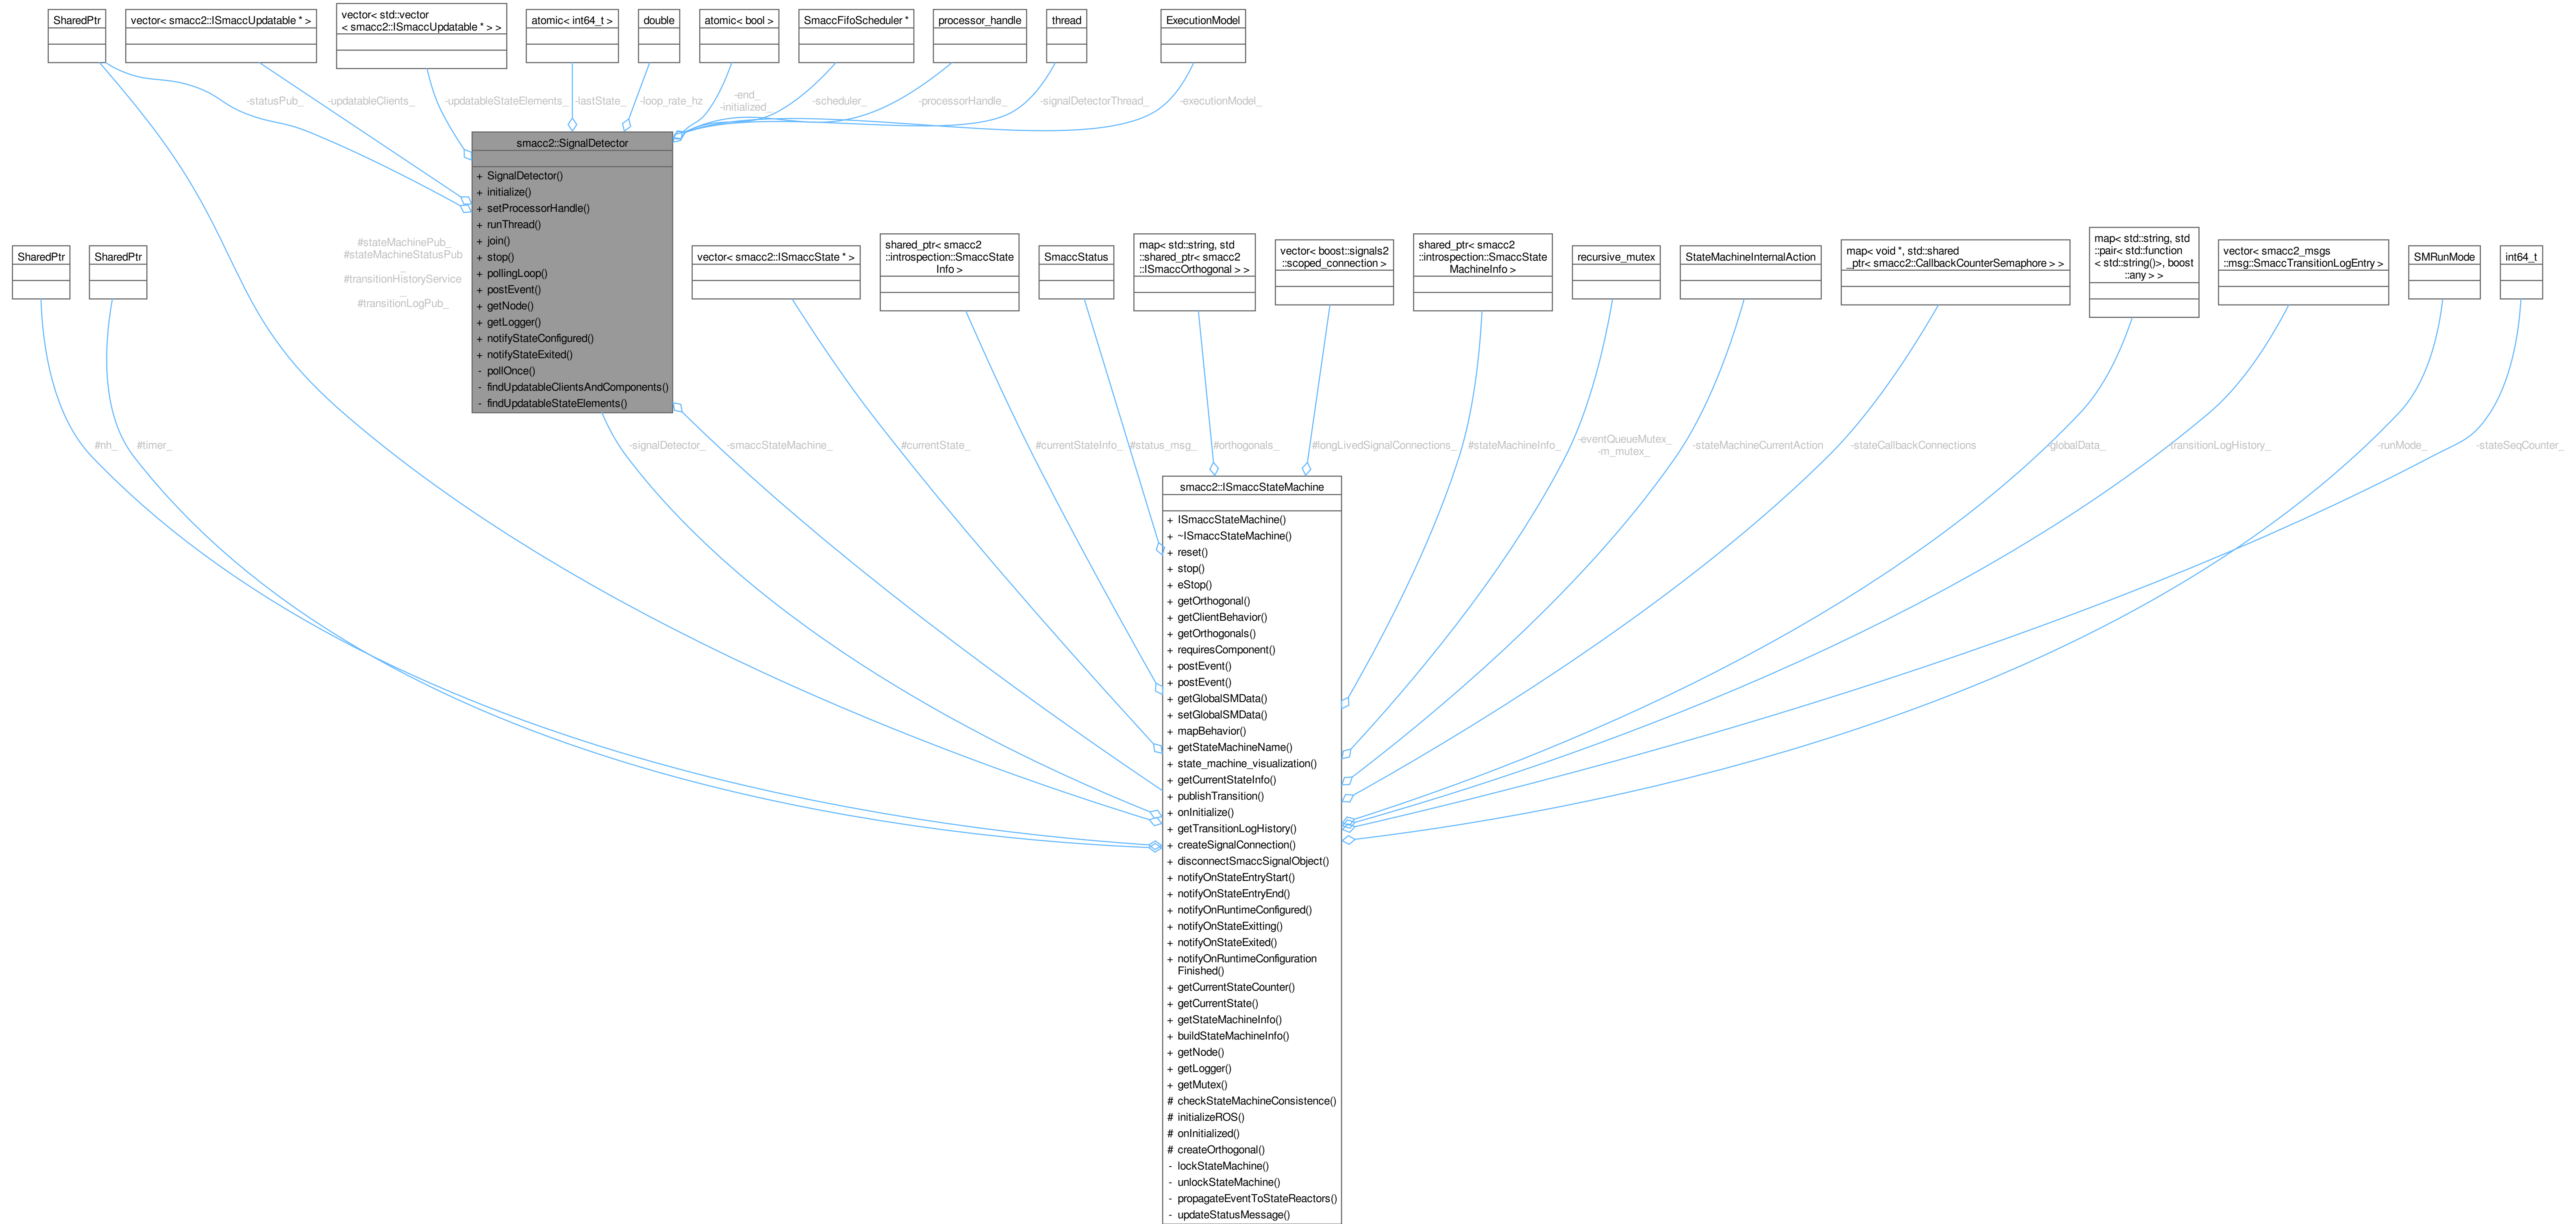 SharedPtr
vector< smacc2::ISmaccUpdatable * >
vector< std::vector
< smacc2::ISmaccUpdatable * > >
atomic< int64_t >
double
atomic< bool >
SmaccFifoScheduler *
processor_handle
thread
ExecutionModel
-statusPub_
-updatableClients_
-updatableStateElements_
-lastState_
-loop_rate_hz
-end_
-initialized_
-scheduler_
-processorHandle_
-signalDetectorThread_
-executionModel_
smacc2::SignalDetector
+ SignalDetector()
+ initialize()
+ setProcessorHandle()
+ runThread()
+ join()
+ stop()
+ pollingLoop()
+ postEvent()
+ getNode()
+ getLogger()
+ notifyStateConfigured()
+ notifyStateExited()
- pollOnce()
- findUpdatableClientsAndComponents()
- findUpdatableStateElements()
#stateMachinePub_
#stateMachineStatusPub
_
#transitionHistoryService
_
#transitionLogPub_
SharedPtr
SharedPtr
vector< smacc2::ISmaccState * >
shared_ptr< smacc2
::introspection::SmaccState
Info >
SmaccStatus
map< std::string, std
::shared_ptr< smacc2
::ISmaccOrthogonal > >
vector< boost::signals2
::scoped_connection >
shared_ptr< smacc2
::introspection::SmaccState
MachineInfo >
recursive_mutex
StateMachineInternalAction
map< void *, std::shared
_ptr< smacc2::CallbackCounterSemaphore > >
map< std::string, std
::pair< std::function
< std::string()>, boost
::any > >
vector< smacc2_msgs
::msg::SmaccTransitionLogEntry >
SMRunMode
int64_t
#nh_
#timer_
-signalDetector_
-smaccStateMachine_
#currentState_
#currentStateInfo_
#status_msg_
#orthogonals_
#longLivedSignalConnections_
#stateMachineInfo_
-eventQueueMutex_
-m_mutex_
-stateMachineCurrentAction
-stateCallbackConnections
-globalData_
-transitionLogHistory_
-runMode_
-stateSeqCounter_
smacc2::ISmaccStateMachine
+ ISmaccStateMachine()
+ ~ISmaccStateMachine()
+ reset()
+ stop()
+ eStop()
+ getOrthogonal()
+ getClientBehavior()
+ getOrthogonals()
+ requiresComponent()
+ postEvent()
+ postEvent()
+ getGlobalSMData()
+ setGlobalSMData()
+ mapBehavior()
+ getStateMachineName()
+ state_machine_visualization()
+ getCurrentStateInfo()
+ publishTransition()
+ onInitialize()
+ getTransitionLogHistory()
+ createSignalConnection()
+ disconnectSmaccSignalObject()
+ notifyOnStateEntryStart()
+ notifyOnStateEntryEnd()
+ notifyOnRuntimeConfigured()
+ notifyOnStateExitting()
+ notifyOnStateExited()
+ notifyOnRuntimeConfiguration
Finished()
+ getCurrentStateCounter()
+ getCurrentState()
+ getStateMachineInfo()
+ buildStateMachineInfo()
+ getNode()
+ getLogger()
+ getMutex()
# checkStateMachineConsistence()
# initializeROS()
# onInitialized()
# createOrthogonal()
- lockStateMachine()
- unlockStateMachine()
- propagateEventToStateReactors()
- updateStatusMessage()